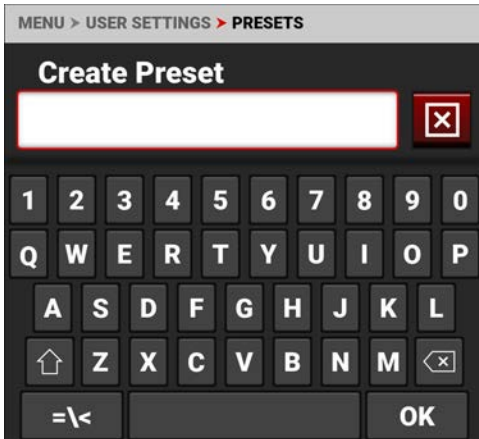 MENU > USER SETTINGS > PRESETS
Create Preset
1 2 3 4 5 6 7 8 9 0
Q W E R T Y U I O P
A S D F G H J K L
Z X C V B N M
=\< OK